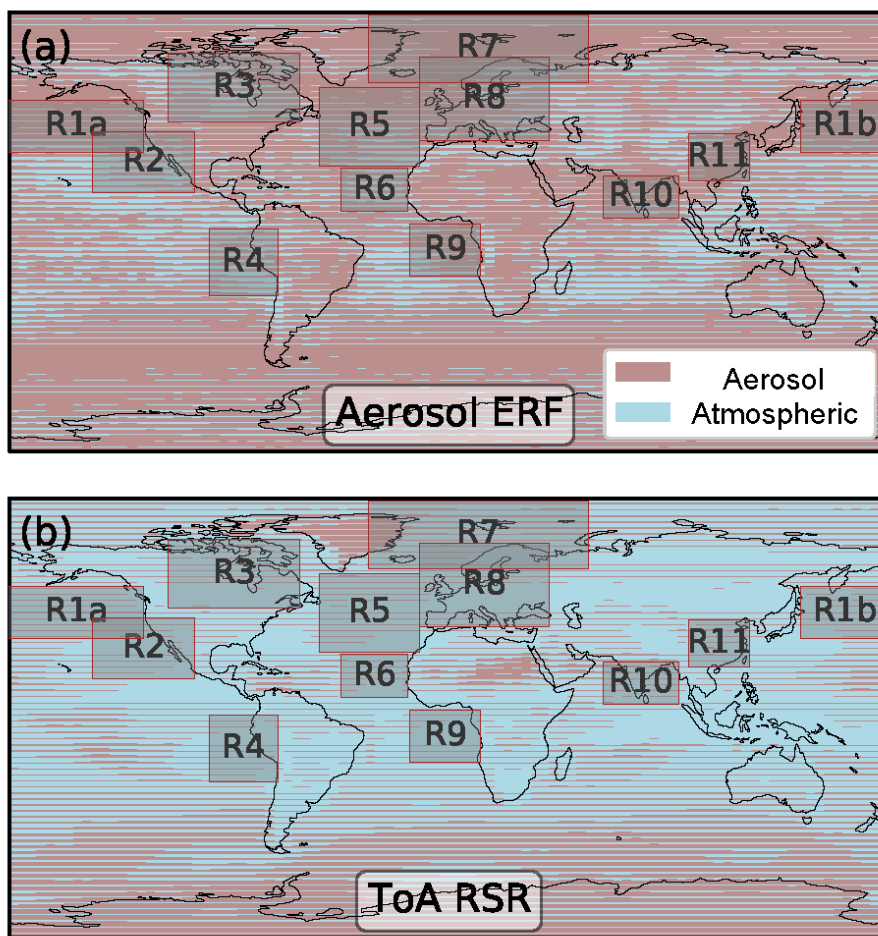 (a)
R7
R3
R8
R1a
R5
R1b
R2
R11
R6
R10
R4
R9
Aerosol
Atmospheric
Aerosol ERF
(b)
R7
R3
R8
R1a
R5
R1b
R2
R11
R6
R10
R4
R9
ToA RSR